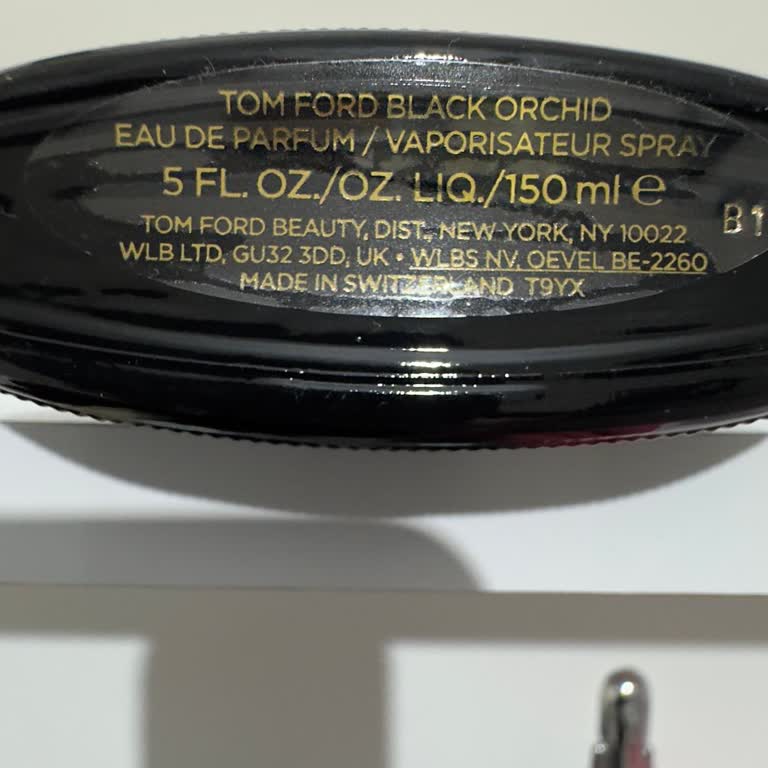 TOM FORD BLACK ORCHID
EAU DE PARFUM / VAPORISATEUR SPRAY
5 FL. OZ./OZ. LIQ./150 ml ℮
TOM FORD BEAUTY, DIST., NEW YORK, NY 10022
WLB LTD, GU32 3DD, UK • WLBS NV, OEVEL BE-2260
MADE IN SWITZERLAND T9YX
B1